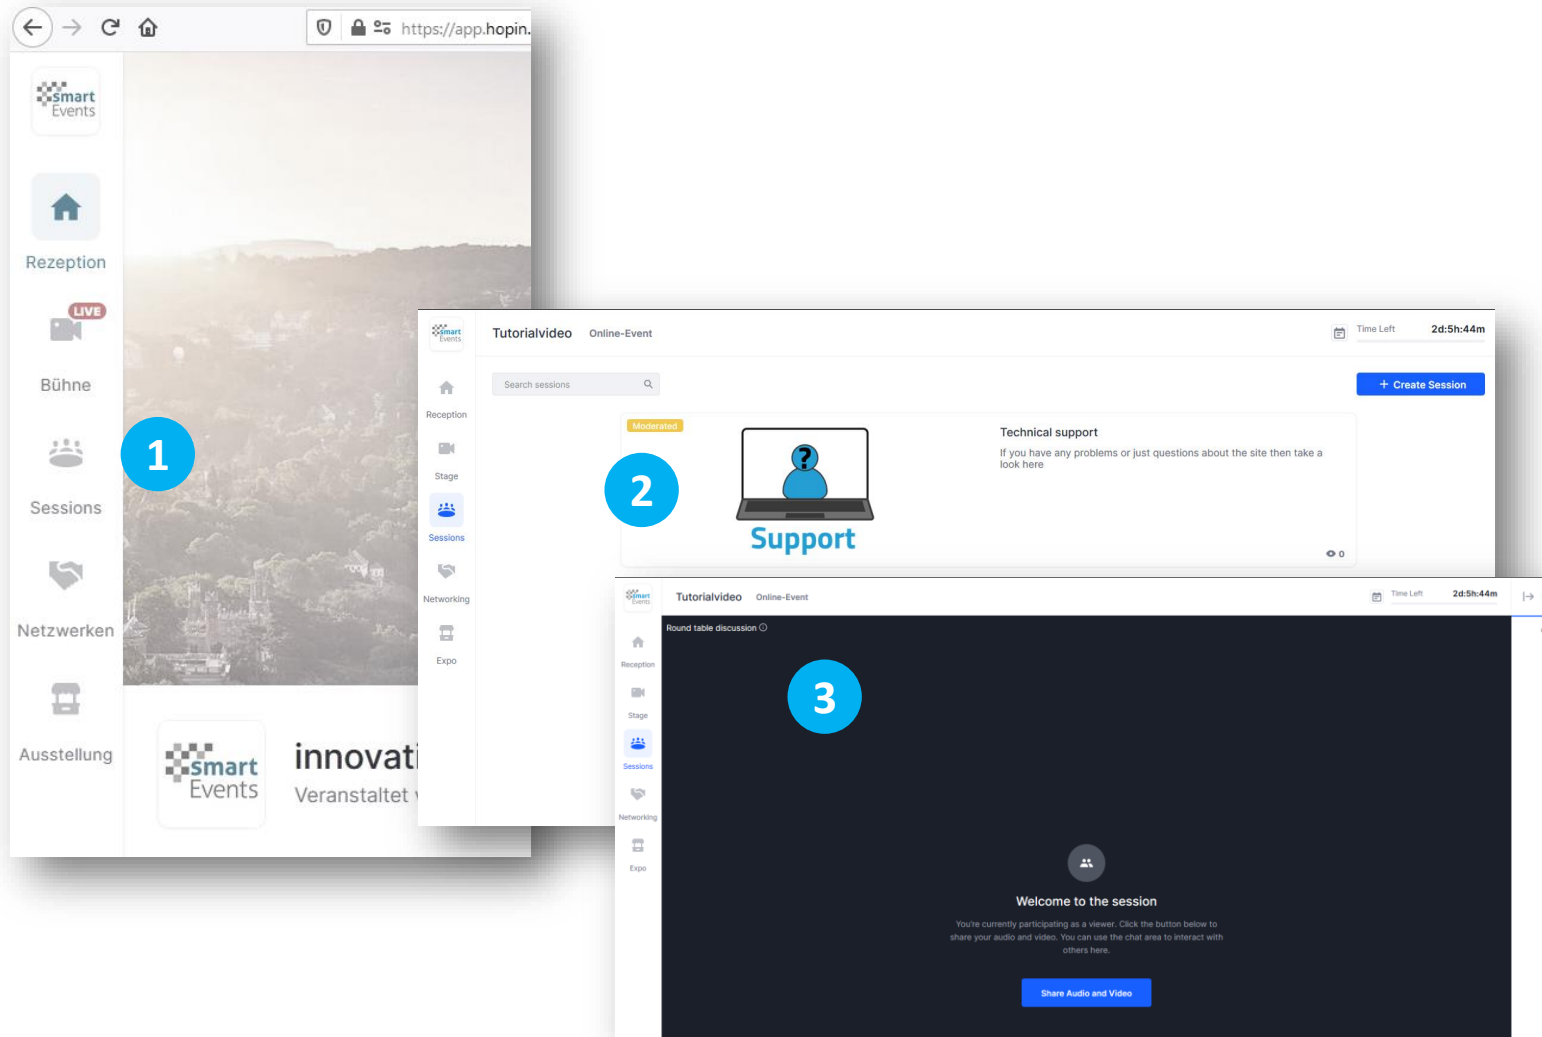 https://app.hopin.
smart
Events
Rezeption
LIVE
Bühne
1
Sessions
Netzwerken
Ausstellung
smart
Events
innovati
Veranstaltet
smart
Events
Tutorialvideo Online-Event
Time Left 2d:5h:44m
Search sessions
+ Create Session
Reception
Stage
Sessions
Networking
Expo
Moderated
2
?
Support
Technical support
If you have any problems or just questions about the site then take a
look here
0
smart
Events
Tutorialvideo Online-Event
Time Left 2d:5h:44m
Reception
Stage
Sessions
Networking
Expo
Round table discussion
3
Welcome to the session
You're currently participating as a viewer. Click the button below to
share your audio and video. You can use the chat area to interact with
others here.
Share Audio and Video